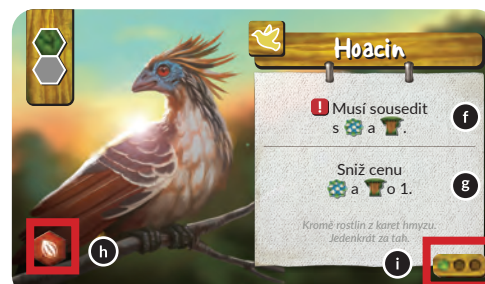 Hoacin
! Musí sousedit
s a .
f
Sniž cenu
a o 1.
g
Kromě rostlin z karet hmyzu.
Jedenkrát za tah.
h
i